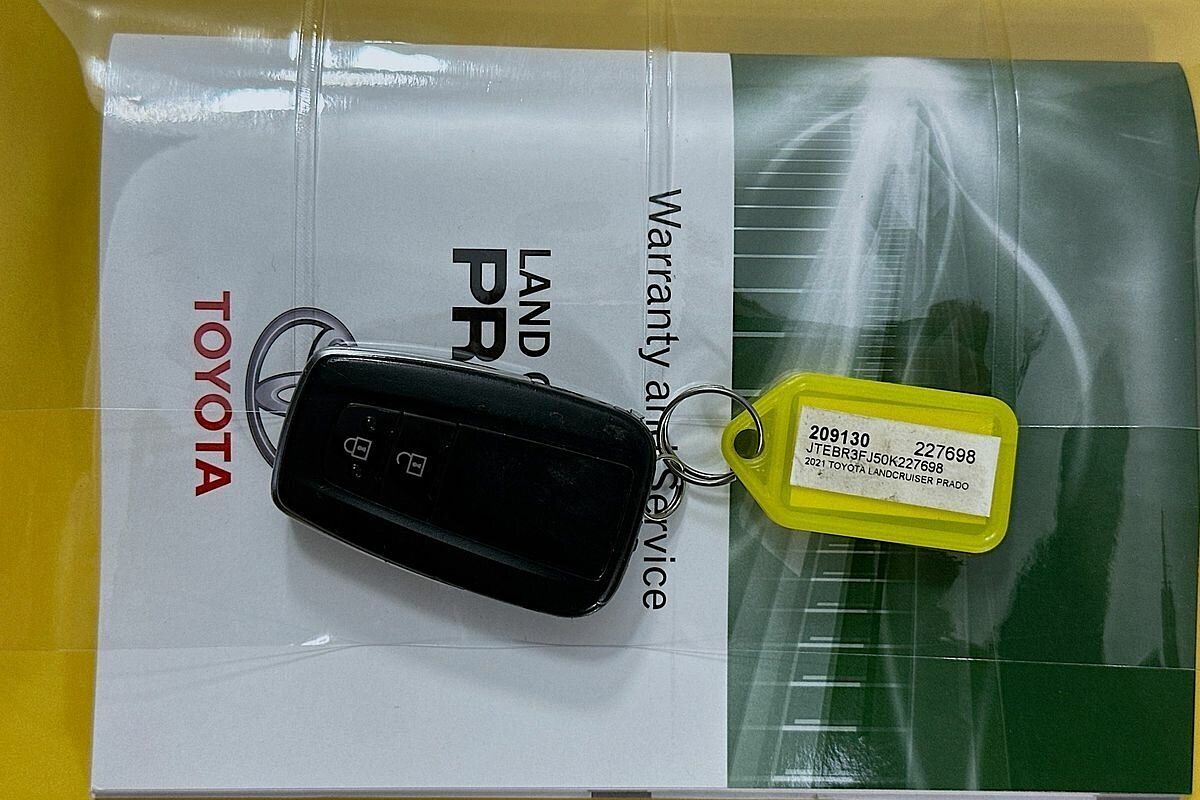 Warranty and Service
LAND
PR
TOYOTA
209130 227698
JTEBR3FJ50K227698
2021 TOYOTA LANDCRUISER PRADO